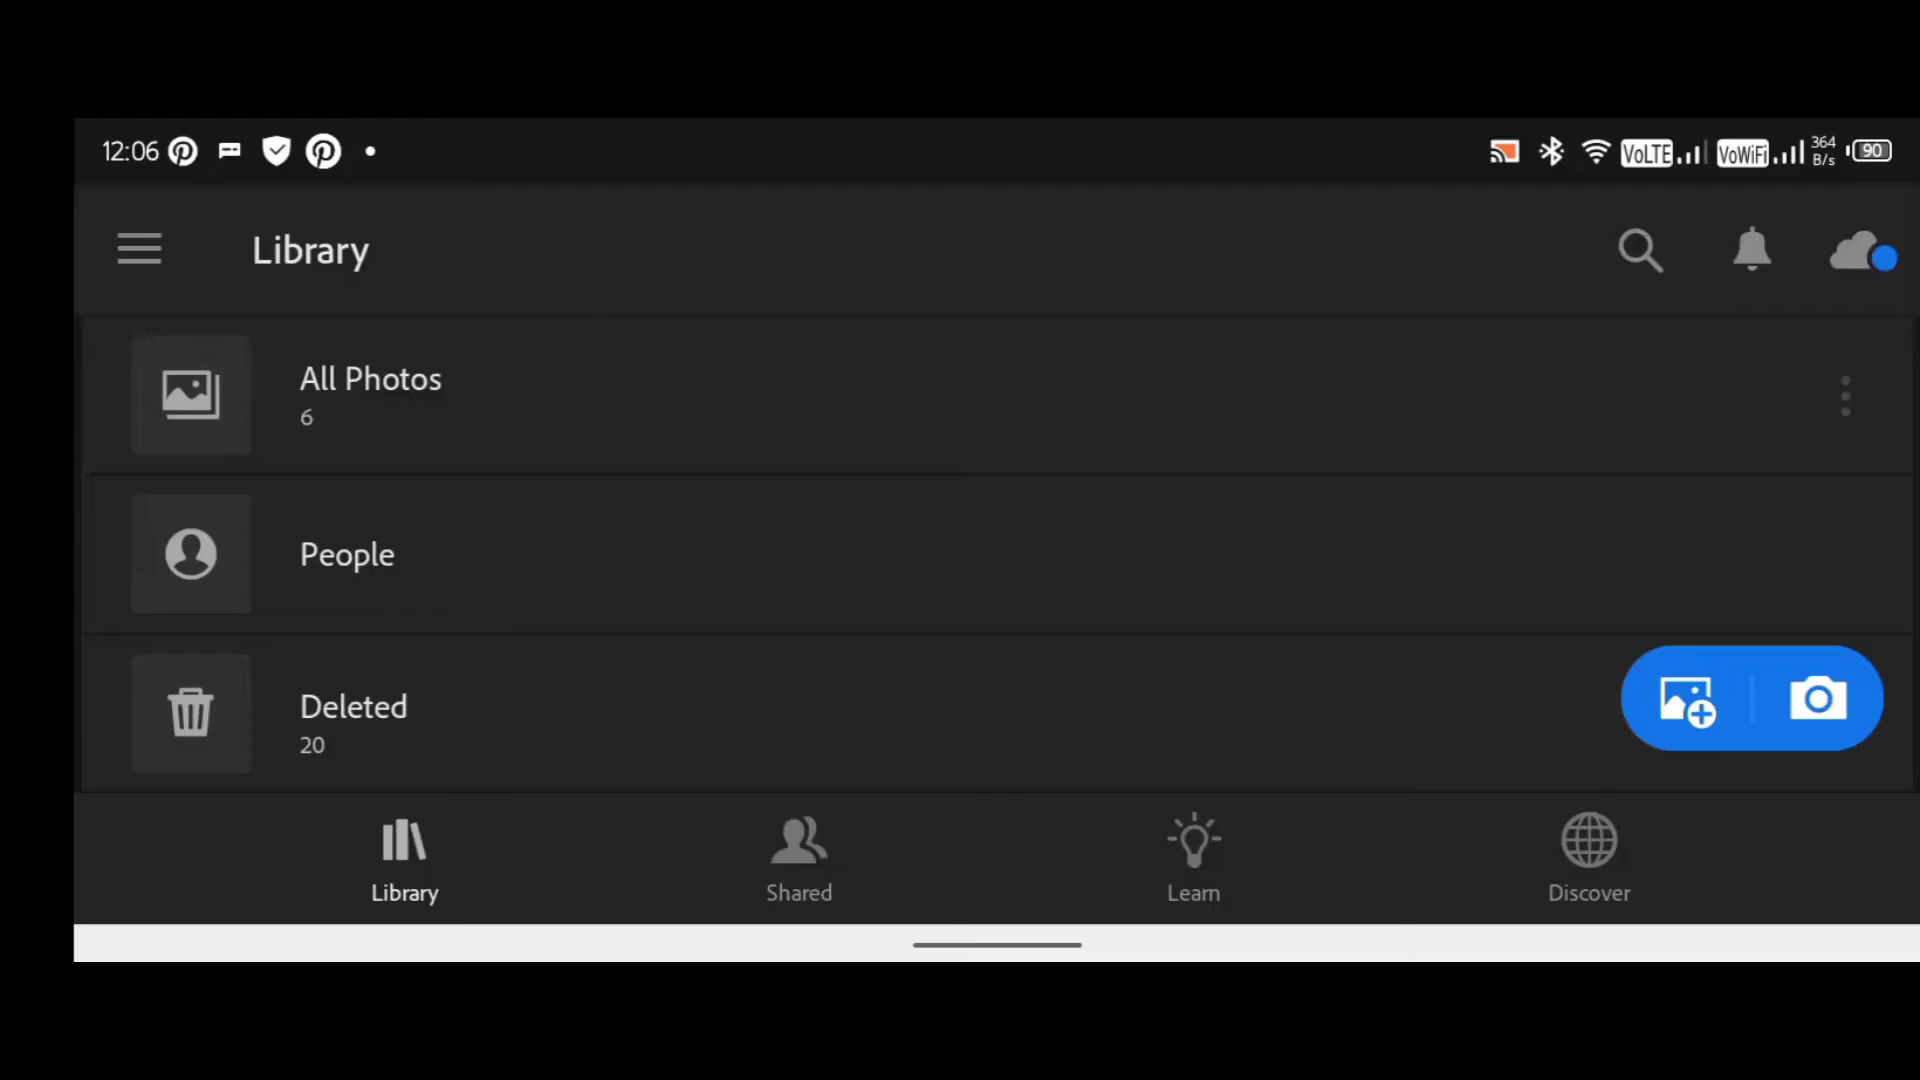 12:06
VoLTE
VoWiFi
364
B/s
90
Library
All Photos
6
People
Deleted
20
Library
Shared
Learn
Discover